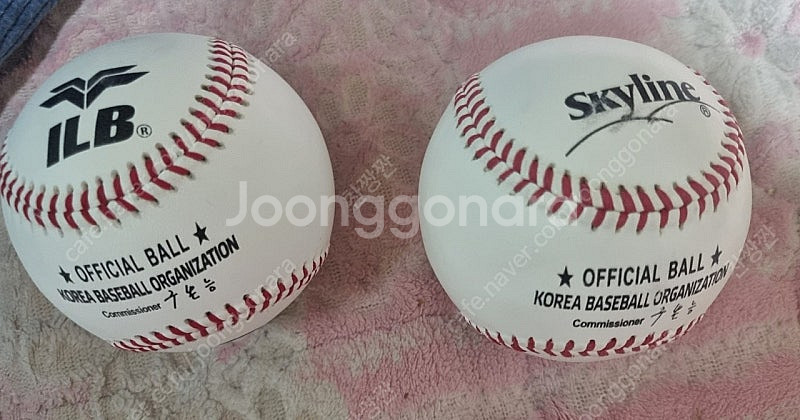 ILB®
★ OFFICIAL BALL ★
KOREA BASEBALL ORGANIZATION
Commissioner 구본능
Skyline®
★ OFFICIAL BALL ★
KOREA BASEBALL ORGANIZATION
Commissioner 구본능
Joonggonara